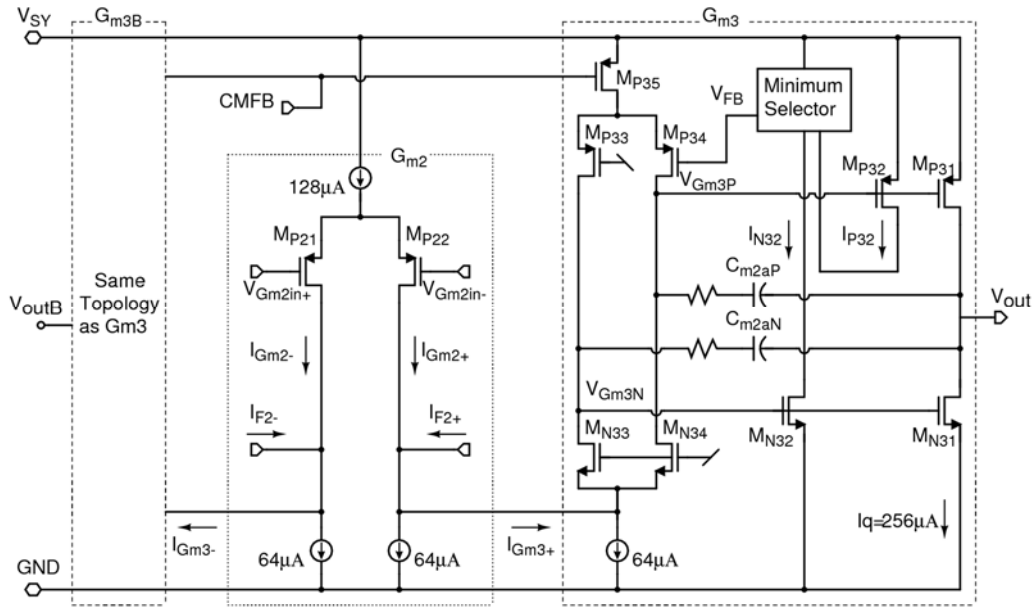 V_SY
G_m3B
G_m3
CMFB
M_P35
Minimum
Selector
V_FB
M_P33
M_P34
G_m2
128μA
V_Gm3P
M_P32
M_P31
M_P21
M_P22
I_N32
I_P32
V_Gm2in+
V_Gm2in-
C_m2aP
Same
Topology
as Gm3
V_outB
V_out
C_m2aN
I_Gm2-
I_Gm2+
V_Gm3N
I_F2-
I_F2+
M_N33
M_N34
M_N32
M_N31
Iq=256μA
I_Gm3-
64μA
64μA
I_Gm3+
64μA
GND